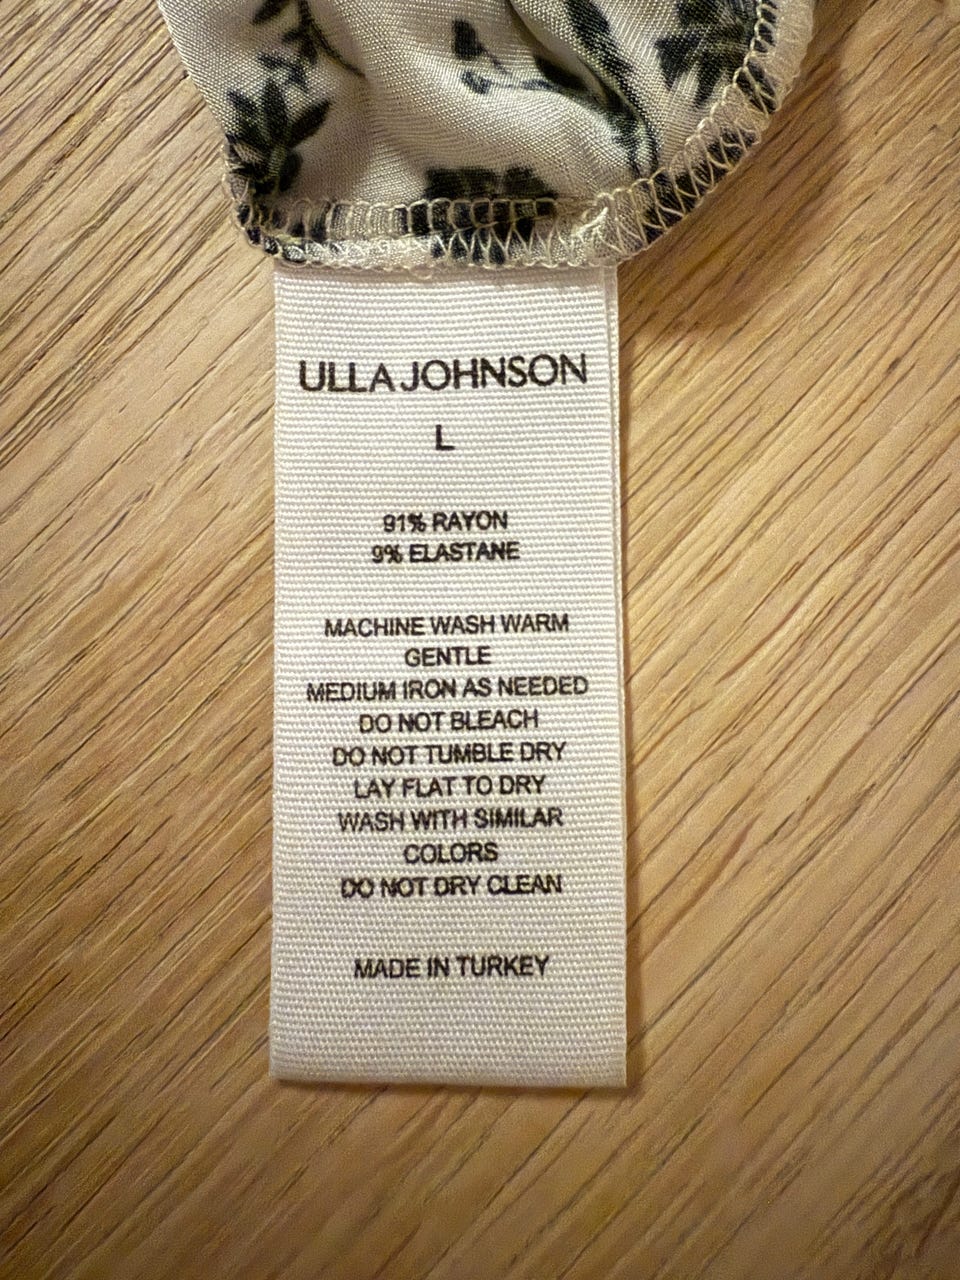 ULLA JOHNSON
L
91% RAYON
9% ELASTANE
MACHINE WASH WARM
GENTLE
MEDIUM IRON AS NEEDED
DO NOT BLEACH
DO NOT TUMBLE DRY
LAY FLAT TO DRY
WASH WITH SIMILAR
COLORS
DO NOT DRY CLEAN
MADE IN TURKEY